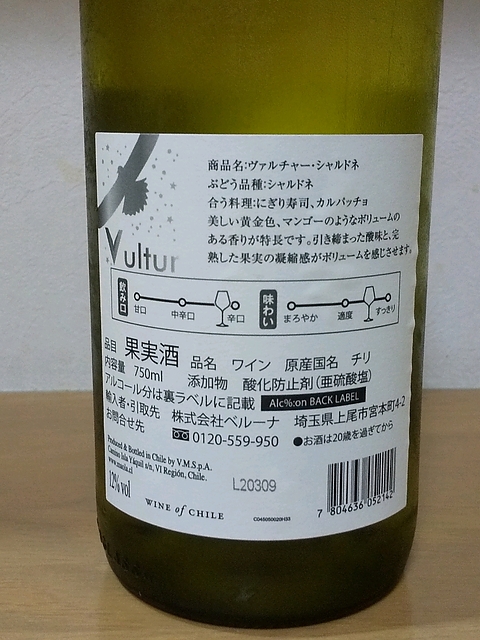 Vultur
商品名:ヴァルチャー・シャルドネ
ぶどう品種:シャルドネ
合う料理:にぎり寿司、カルパッチョ
美しい黄金色、マンゴーのようなボリュームの
ある香りが特長です。引き締まった酸味と、完
熟した果実の凝縮感がボリュームを感じさせます。
飲み口 甘口 中辛口 辛口
味わい まろやか 適度 すっきり
品目 果実酒 品名 ワイン 原産国名 チリ
内容量 750ml 添加物 酸化防止剤(亜硫酸塩)
アルコール分は裏ラベルに記載 Alc%:on BACK LABEL
輸入者・引取先 株式会社ベルーナ 埼玉県上尾市宮本町4-2
お問合せ先 0120-559-950 ●お酒は20歳を過ぎてから
Produced & Bottled in Chile by V.M.S.p.A.
Camino Isla Yáquil s/n, VI Región, Chile.
12% vol
L20309
WINE of CHILE
7 804636 052142